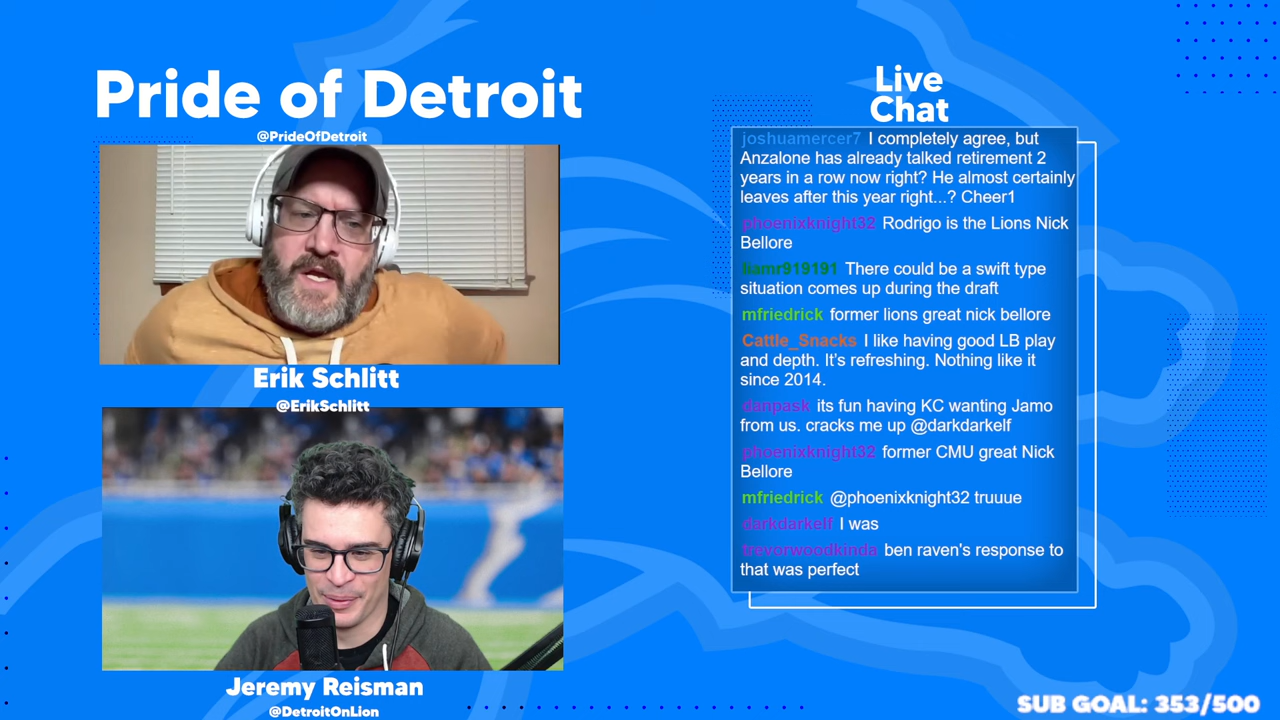 Pride of Detroit
@PrideOfDetroit
Erik Schlitt
@ErikSchlitt
Jeremy Reisman
@DetroitOnLion
Live
Chat
joshuamercer7 I completely agree, but
Anzalone has already talked retirement 2
years in a row now right? He almost certainly
leaves after this year right...? Cheer1
phoenixknight32 Rodrigo is the Lions Nick
Bellore
liamr919191 There could be a swift type
situation comes up during the draft
mfriedrick former lions great nick bellore
Cattle_Snacks I like having good LB play
and depth. It's refreshing. Nothing like it
since 2014.
danpask its fun having KC wanting Jamo
from us. cracks me up @darkdarkelf
phoenixknight32 former CMU great Nick
Bellore
mfriedrick @phoenixknight32 truuue
darkdarkelf I was
trevorwoodkinda ben raven's response to
that was perfect
SUB GOAL: 353/500